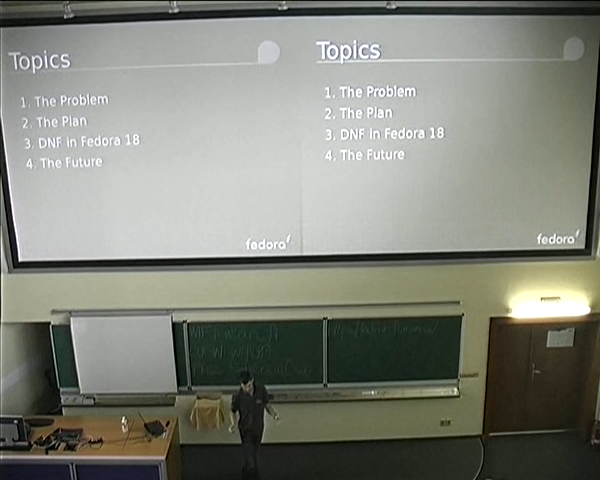 Topics
1. The Problem
2. The Plan
3. DNF in Fedora 18
4. The Future
fedora
Topics
1. The Problem
2. The Plan
3. DNF in Fedora 18
4. The Future
fedora